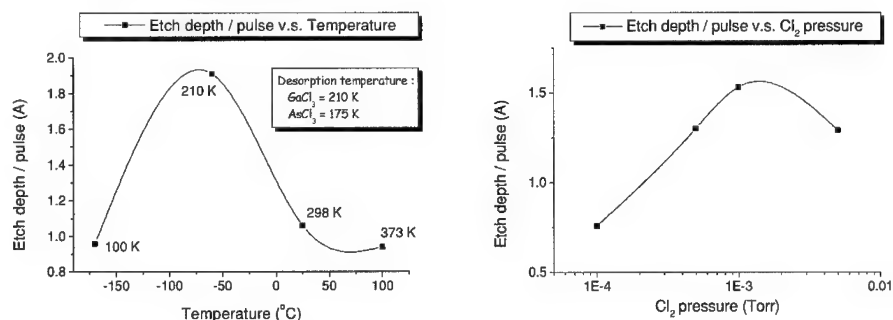 Etch depth / pulse v.s. Temperature
Etch depth / pulse (A)
2.0
1.8
1.6
1.4
1.2
1.0
0.8
210 K
100 K
298 K
373 K
Desorption temperature :
GaCl3 = 210 K
AsCl3 = 175 K
-150
-100
-50
0
50
100
Temperature (°C)
Etch depth / pulse v.s. Cl2 pressure
Etch depth / pulse (A)
1.5
1.0
0.5
1E-4
1E-3
0.01
Cl2 pressure (Torr)